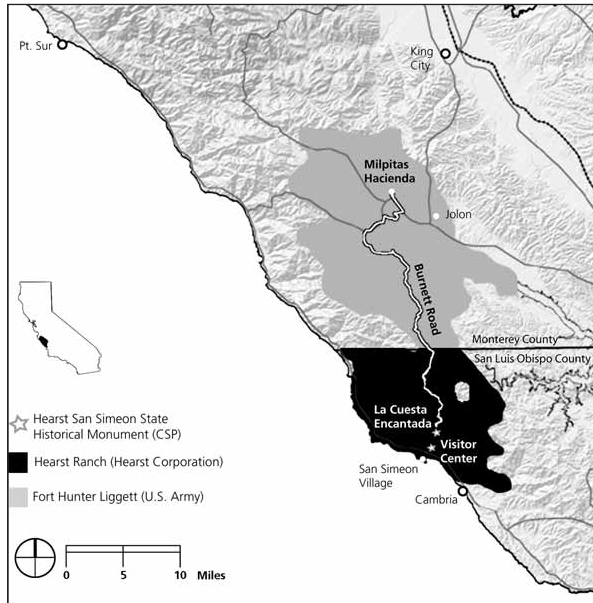 Pt. Sur
King
City
Milpitas
Hacienda
Jolon
Burnett Road
Monterey County
San Luis Obispo County
La Cuesta
Encantada
Visitor
Center
San Simeon
Village
Cambria
Hearst San Simeon State
Historical Monument (CSP)
Hearst Ranch (Hearst Corporation)
Fort Hunter Liggett (U.S. Army)
0 5 10 Miles